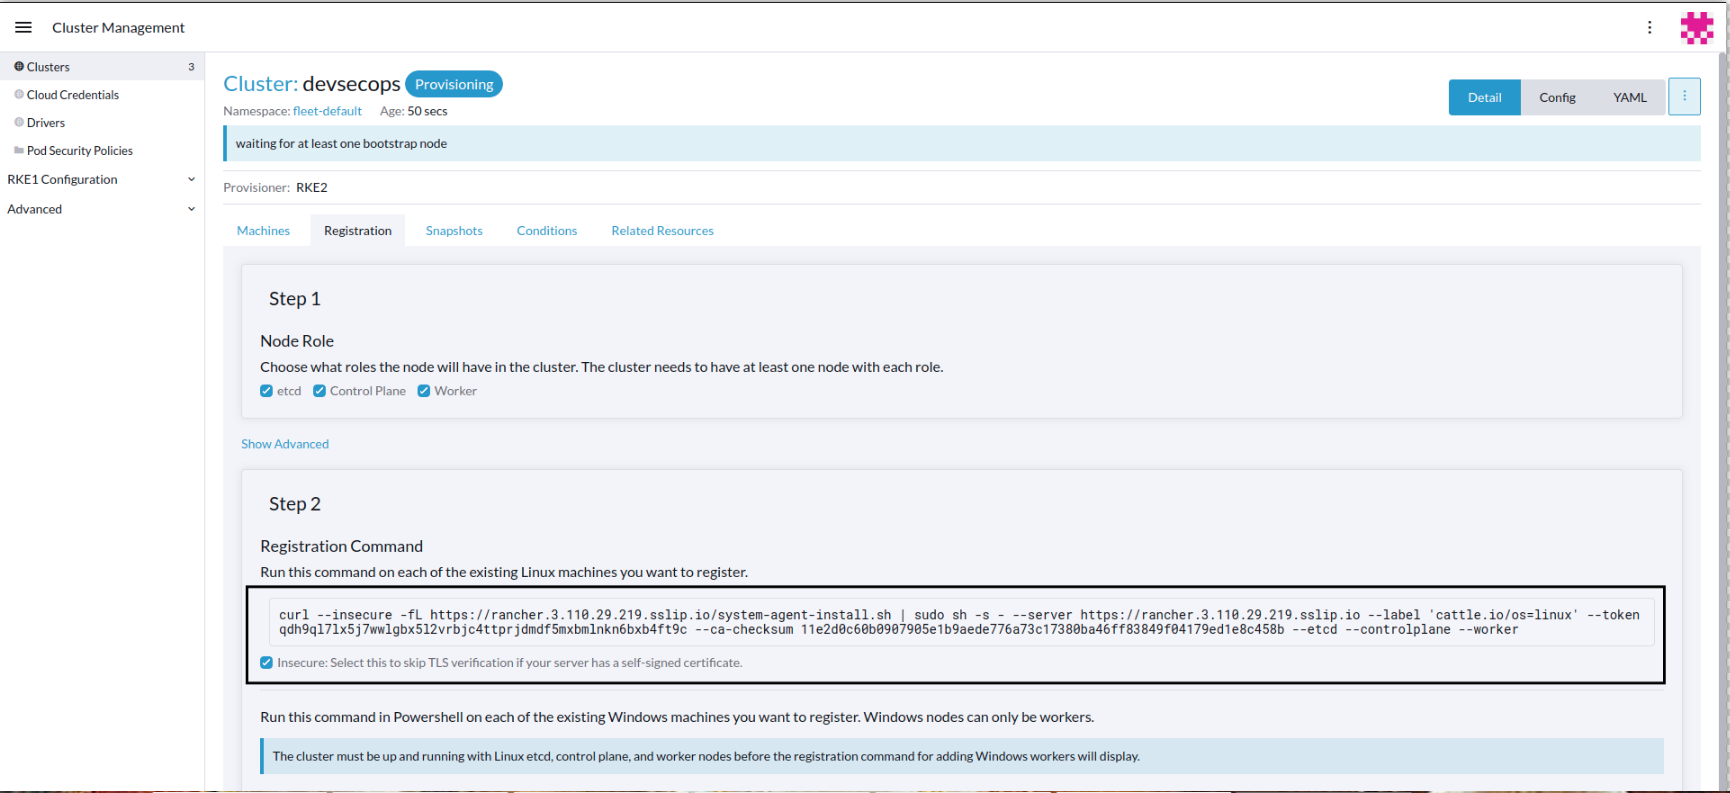 Cluster Management
Clusters 3
Cloud Credentials
Drivers
Pod Security Policies
RKE1 Configuration
Advanced
Cluster: devsecops Provisioning
Namespace: fleet-default Age: 50 secs
Detail Config YAML
waiting for at least one bootstrap node
Provisioner: RKE2
Machines Registration Snapshots Conditions Related Resources
Step 1
Node Role
Choose what roles the node will have in the cluster. The cluster needs to have at least one node with each role.
etcd Control Plane Worker
Show Advanced
Step 2
Registration Command
Run this command on each of the existing Linux machines you want to register.
curl --insecure -fL https://rancher.3.110.29.219.sslip.io/system-agent-install.sh | sudo sh -s - --server https://rancher.3.110.29.219.sslip.io --label 'cattle.io/os=linux' --token
qdh9ql7lx5j7wwlgbx5l2vrbjc4ttprjdmdf5mxbmlnkn6bxb4ft9c --ca-checksum 11e2d0c60b0907905e1b9aede776a73c17380ba46ff83849f04179ed1e8c458b --etcd --controlplane --worker
Insecure: Select this to skip TLS verification if your server has a self-signed certificate.
Run this command in Powershell on each of the existing Windows machines you want to register. Windows nodes can only be workers.
The cluster must be up and running with Linux etcd, control plane, and worker nodes before the registration command for adding Windows workers will display.